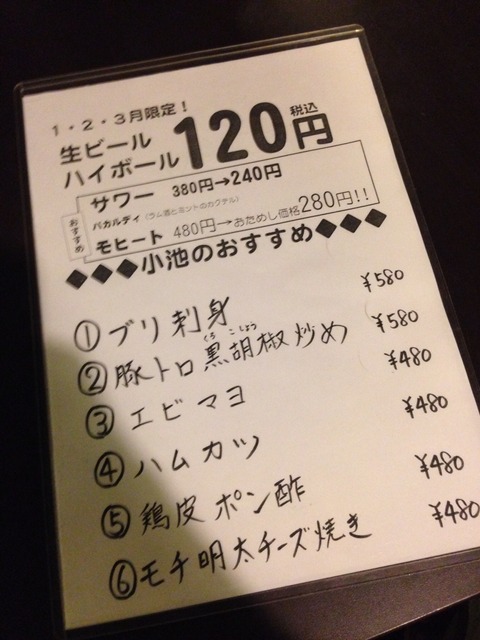 1・2・3月限定！
生ビール
ハイボール 120円 税込
おすすめ
サワー 380円→240円
バカルディ（ラム酒とミントのカクテル）
モヒート 480円→おためし価格280円!!
◆◆◆小池のおすすめ◆◆◆
① ブリ刺身 ¥580
くろ こしょう
② 豚トロ黒胡椒炒め ¥580
③ エビマヨ ¥480
④ ハムカツ ¥480
⑤ 鶏皮ポン酢 ¥480
⑥ モチ明太チーズ焼き ¥480